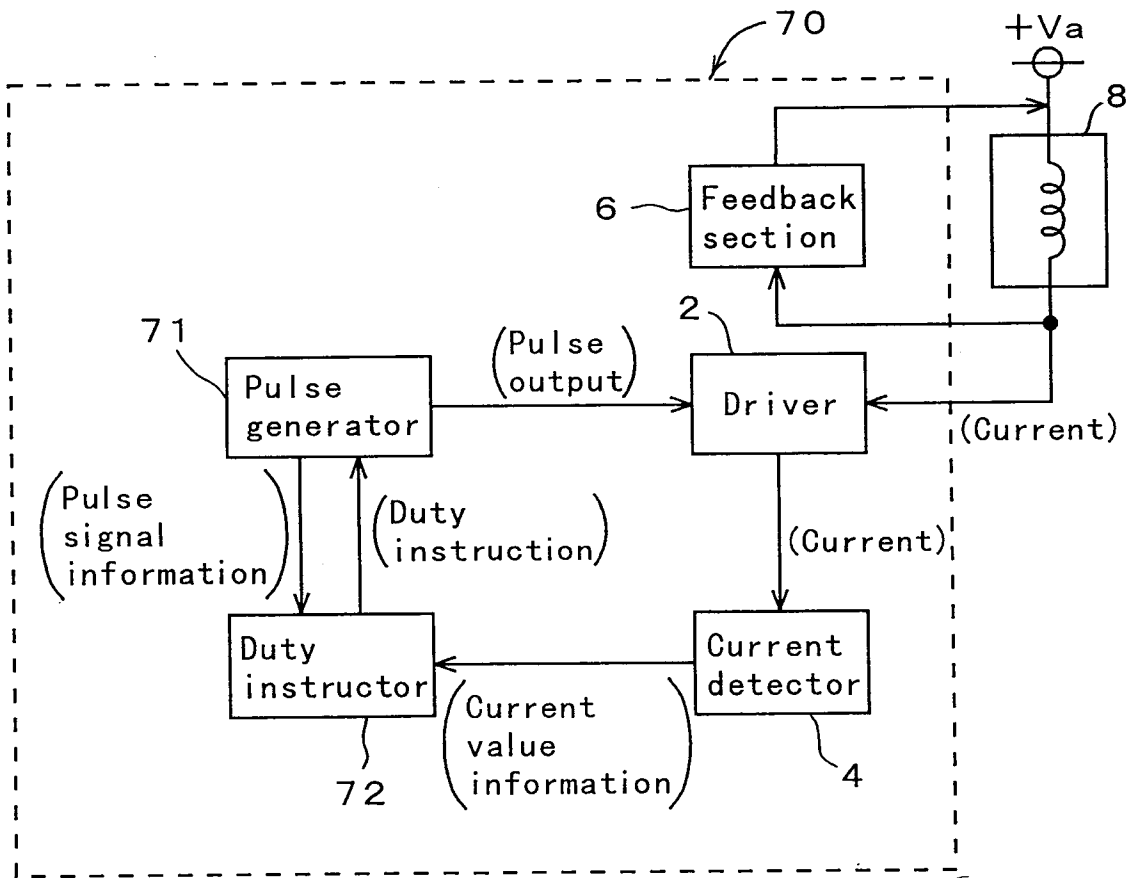 70
+Va
8
6
Feedback
section
2
71
(Pulse
output)
Pulse
generator
Driver
(Current)
(Pulse
signal
information)
(Duty
instruction)
(Current)
Duty
instructor
Current
detector
(Current
value
information)
72
4